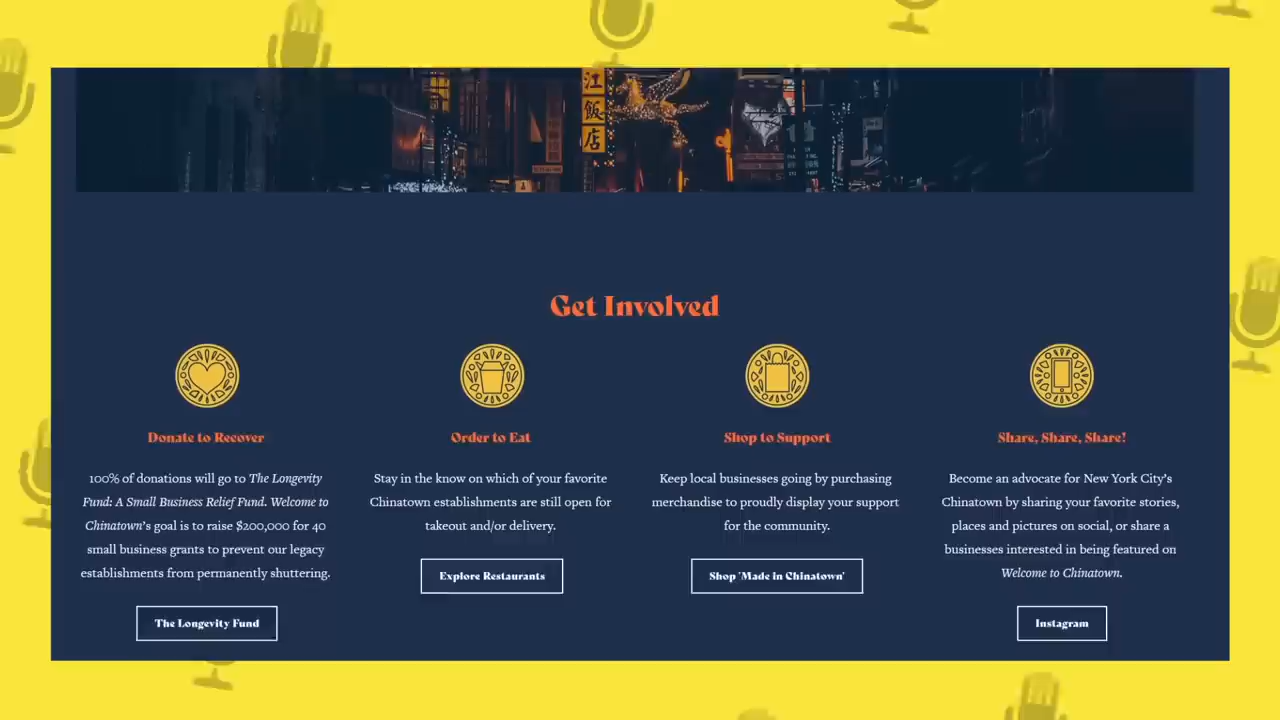 江
飯
店
Get Involved
Donate to Recover
100% of donations will go to The Longevity
Fund: A Small Business Relief Fund. Welcome to
Chinatown's goal is to raise $200,000 for 40
small business grants to prevent our legacy
establishments from permanently shuttering.
The Longevity Fund
Order to Eat
Stay in the know on which of your favorite
Chinatown establishments are still open for
takeout and/or delivery.
Explore Restaurants
Shop to Support
Keep local businesses going by purchasing
merchandise to proudly display your support
for the community.
Shop 'Made in Chinatown'
Share, Share, Share!
Become an advocate for New York City's
Chinatown by sharing your favorite stories,
places and pictures on social, or share a
businesses interested in being featured on
Welcome to Chinatown.
Instagram